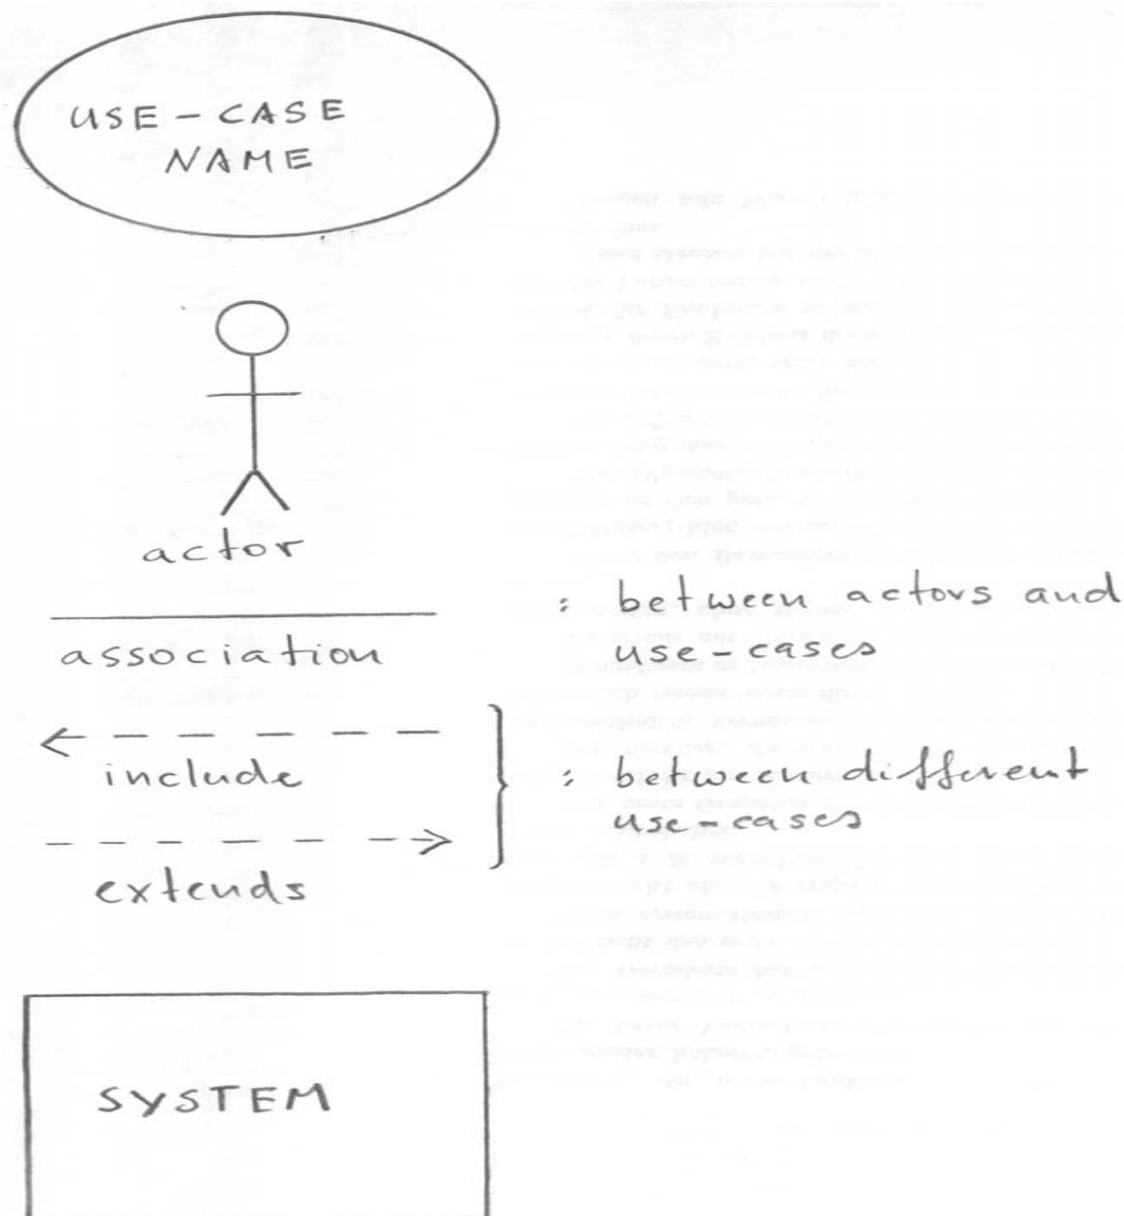 USE-CASE
NAME
actor
: between actors and
use-cases
association
include
: between different
use-cases
extends
SYSTEM